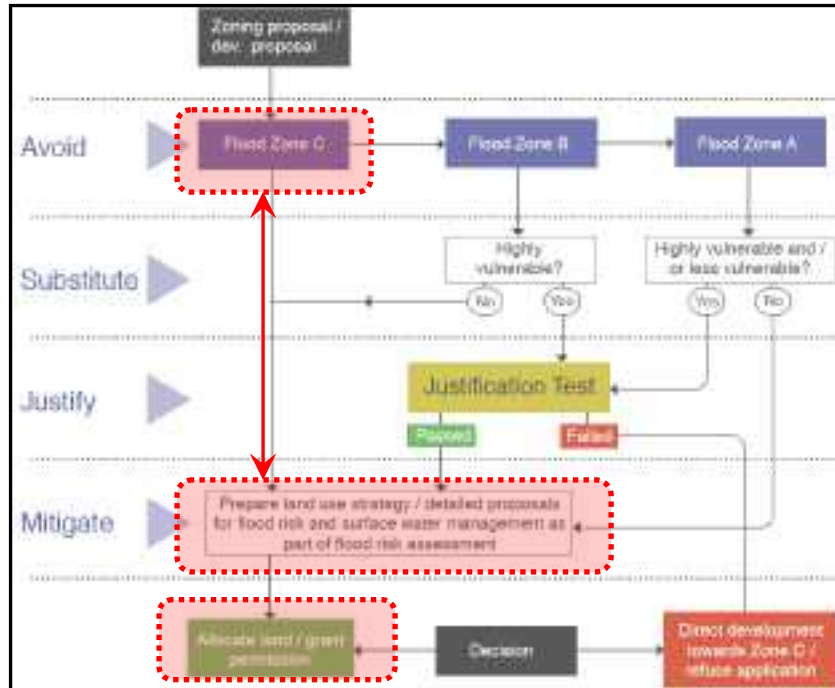 Zoning proposal /
dev. proposal
Avoid
Flood Zone C
Flood Zone B
Flood Zone A
Substitute
Highly
vulnerable?
Highly vulnerable and /
or less vulnerable?
No
Yes
Yes
No
Justify
Justification Test
Passed
Failed
Mitigate
Prepare land use strategy / detailed proposals
for flood risk and surface water management as
part of flood risk assessment
Allocate land / grant
permission
Decision
Direct development
towards Zone C /
refuse application